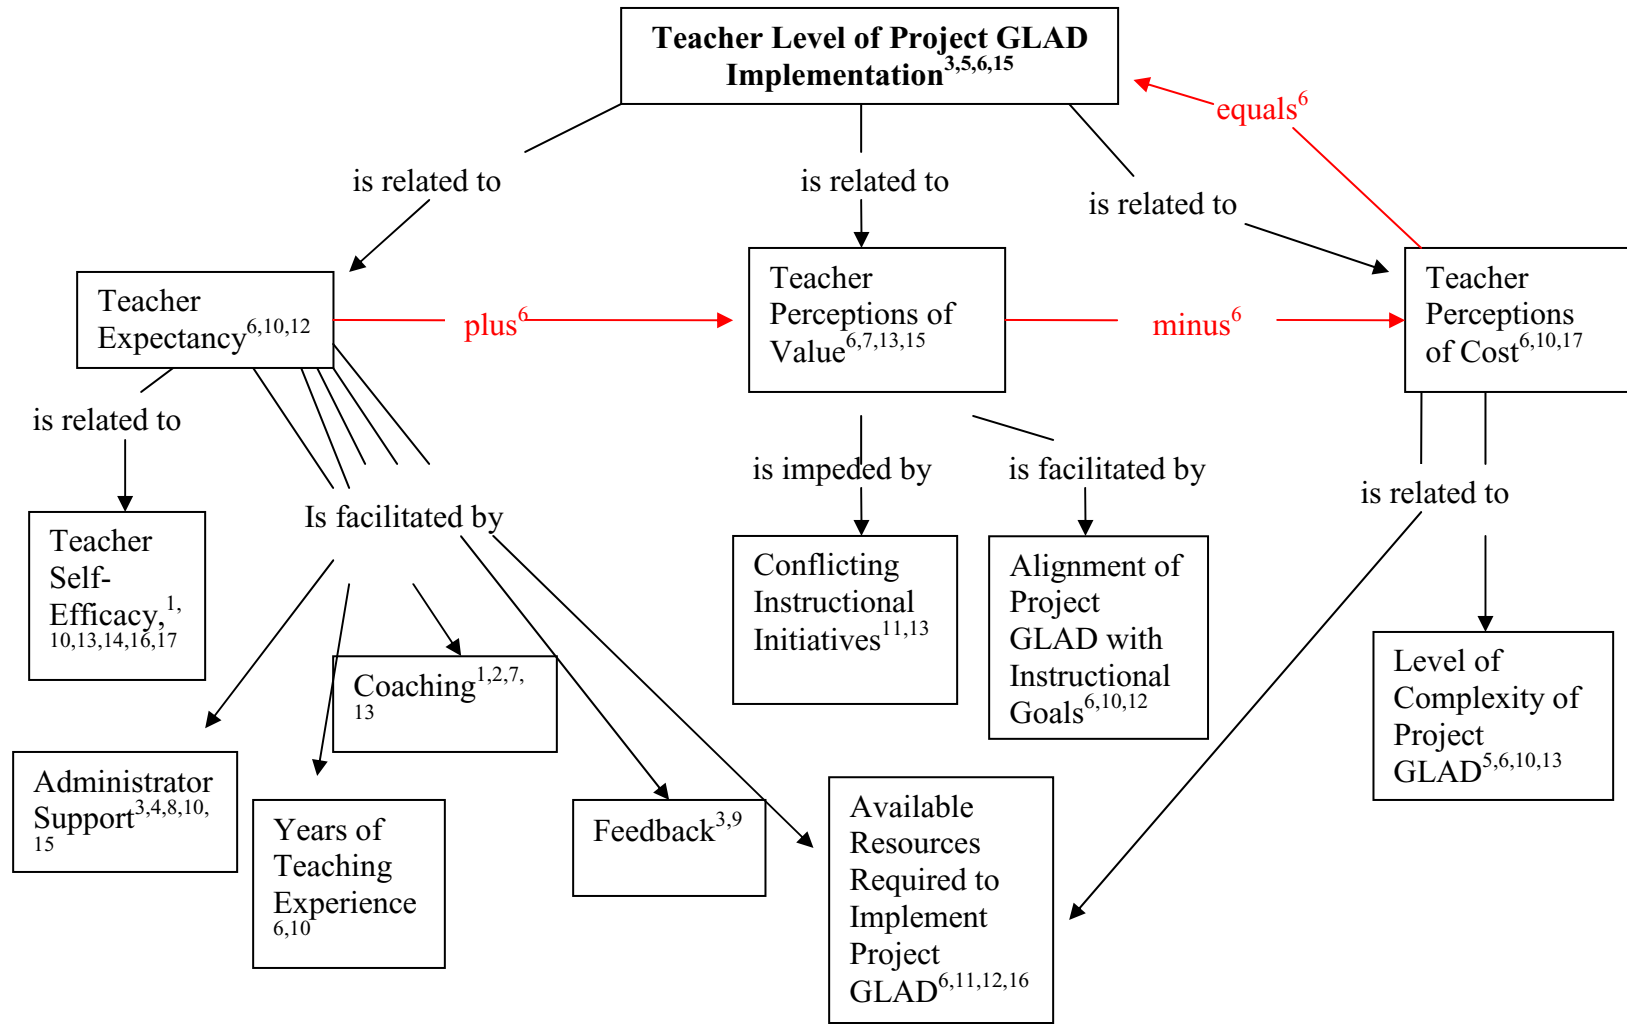 Teacher Level of Project GLAD
Implementation3,5,6,15
equals6
is related to
is related to
is related to
Teacher
Expectancy6,10,12
plus6
Teacher
Perceptions of
Value6,7,13,15
minus6
Teacher
Perceptions
of Cost6,10,17
is related to
is impeded by
is facilitated by
is related to
Is facilitated by
Teacher
Self-
Efficacy,1,
10,13,14,16,17
Conflicting
Instructional
Initiatives11,13
Alignment of
Project
GLAD with
Instructional
Goals6,10,12
Level of
Complexity of
Project
GLAD5,6,10,13
Coaching1,2,7,
13
Administrator
Support3,4,8,10,
15
Years of
Teaching
Experience
6,10
Feedback3,9
Available
Resources
Required to
Implement
Project
GLAD6,11,12,16